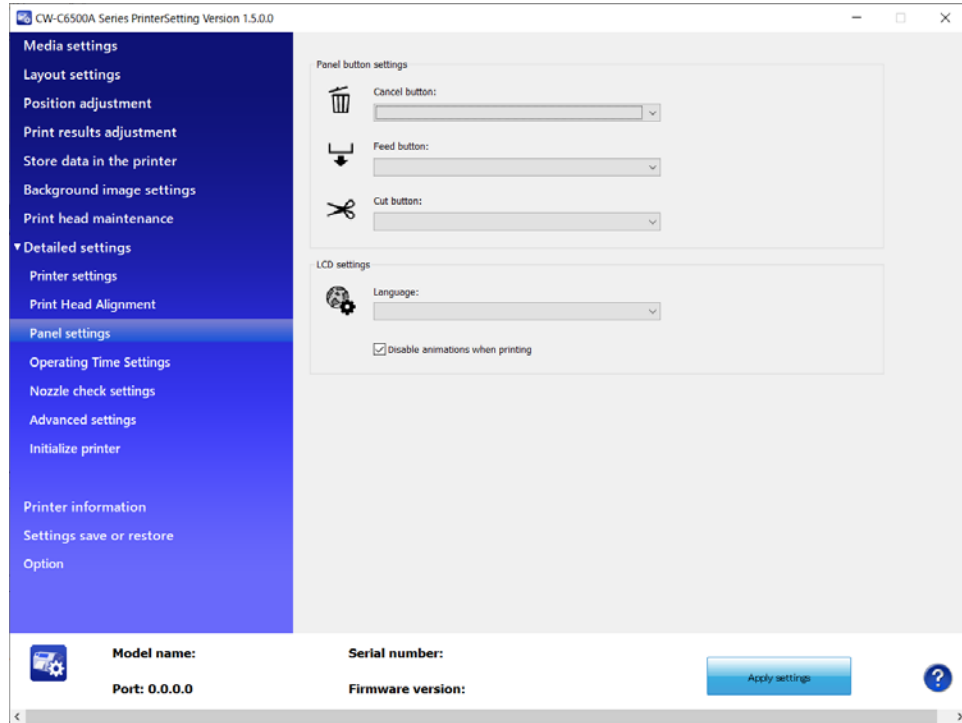 CW-C6500A Series PrinterSetting Version 1.5.0.0
Media settings
Layout settings
Position adjustment
Print results adjustment
Store data in the printer
Background image settings
Print head maintenance
Detailed settings
Printer settings
Print Head Alignment
Panel settings
Operating Time Settings
Nozzle check settings
Advanced settings
Initialize printer
Printer information
Settings save or restore
Option
Panel button settings
Cancel button:
Feed button:
Cut button:
LCD settings
Language:
Disable animations when printing
Model name:
Serial number:
Port: 0.0.0.0
Firmware version:
Apply settings
?